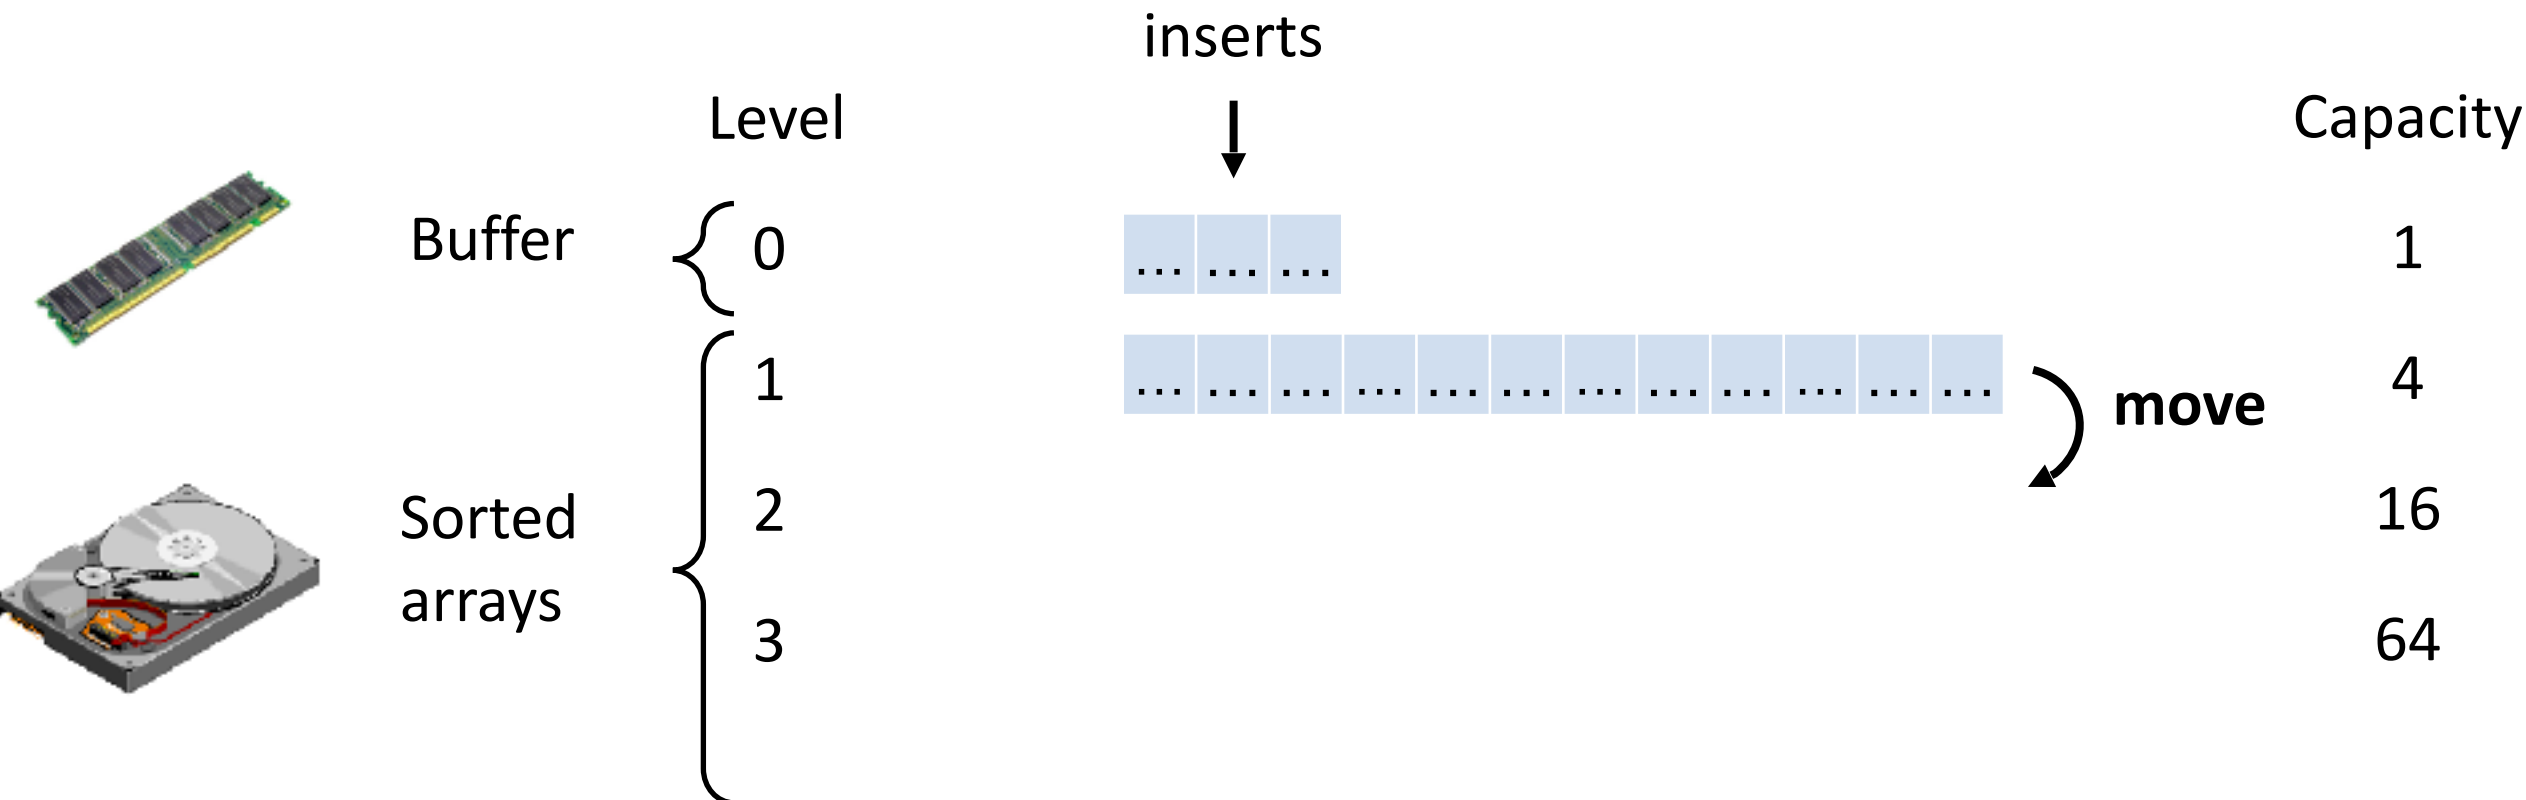 inserts
Level
Capacity
Buffer
0
... ... ...
1
1
... ... ... ... ... ... ... ... ... ... ... ...
move
4
Sorted
arrays
2
16
3
64